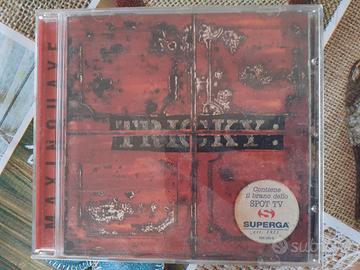 MAXINQUAYE
TRICKY:
Contiene
il brano dello
SPOT TV
S
SUPERGA
subito